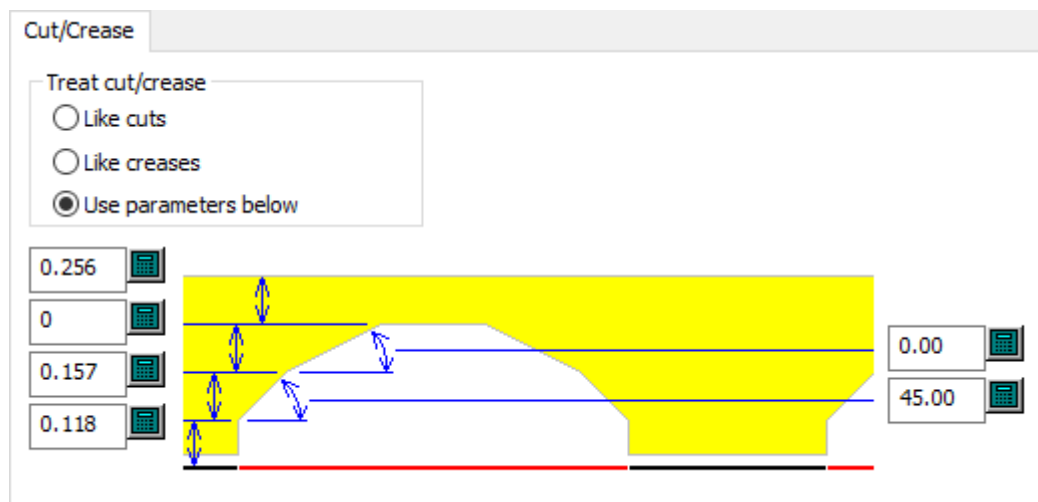 Cut/Crease
Treat cut/crease
Like cuts
Like creases
Use parameters below
0.256
0
0.157
0.118
0.00
45.00